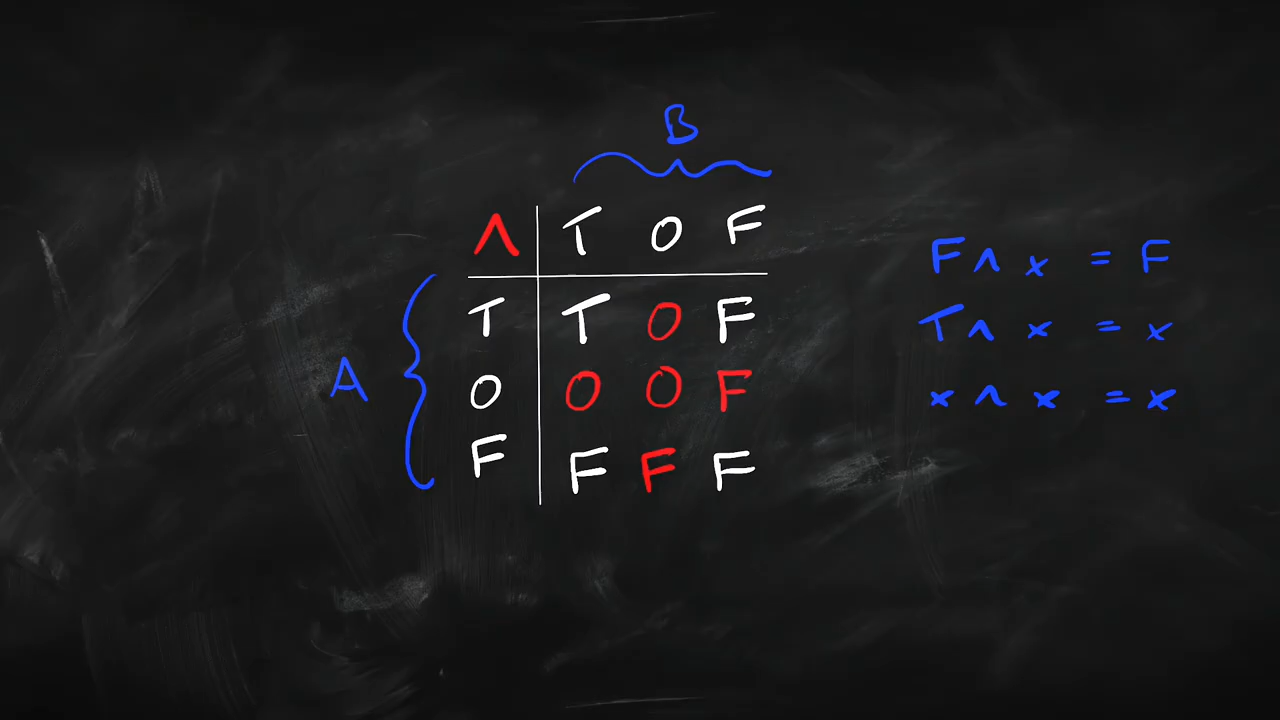 B
∧ T O F
T T O F
A
O O O F
F F F F
F ∧ x = F
T ∧ x = x
x ∧ x = x